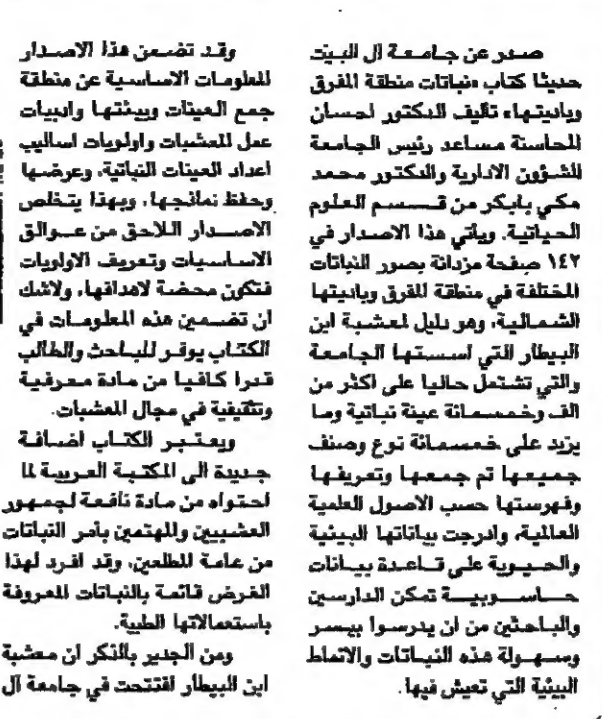 صدر عن جامعة ال البيت
حديثا كتاب «نباتات منطقة المفرق
وباديتها» تأليف الدكتور احسان
المحاسنة مساعد رئيس الجامعة
للشؤون الادارية والدكتور محمد
مكي بابكر من قسم العلوم
الحياتية. ويأتي هذا الاصدار في
١٤٢ صفحة مزدانة بصور النباتات
المختلفة في منطقة المفرق وباديتها
الشمالية، وهو دليل لمعشبة ابن
البيطار التي اسستها الجامعة
والتي تشتمل حاليا على اكثر من
الف وخمسمائة عينة نباتية وما
يزيد على خمسمائة نوع وصنف
جميعها تم جمعها وتعريفها
وفهرستها حسب الاصول العلمية
العالمية، وادرجت بياناتها البيئية
والحيوية على قاعدة بيانات
حاسوبية تمكن الدارسين
والباحثين من ان يدرسوا بيسر
وسهولة هذه النباتات والانماط
البيئية التي تعيش فيها.
وقد تضمن هذا الاصدار
المعلومات الاساسية عن منطقة
جمع العينات وبيئتها وادبيات
عمل المعشبات واولويات اساليب
اعداد العينات النباتية، وعرضها
وحفظ نماذجها، وبهذا يتخلص
الاصدار اللاحق من عوالق
الاساسيات وتعريف الاولويات
فتكون محضة لاهدافها، ولاشك
ان تضمين هذه المعلومات في
الكتاب يوفر للباحث والطالب
قدرا كافيا من مادة معرفية
وتثقيفية في مجال المعشبات.
ويعتبر الكتاب اضافة
جديدة الى المكتبة العربية لما
احتواه من مادة نافعة لجمهور
العشبيين والمهتمين بأمر النباتات
من عامة المطلعين، وقد افرد لهذا
الغرض قائمة بالنباتات المعروفة
باستعمالاتها الطبية.
ومن الجدير بالذكر ان معشبة
ابن البيطار افتتحت في جامعة آل